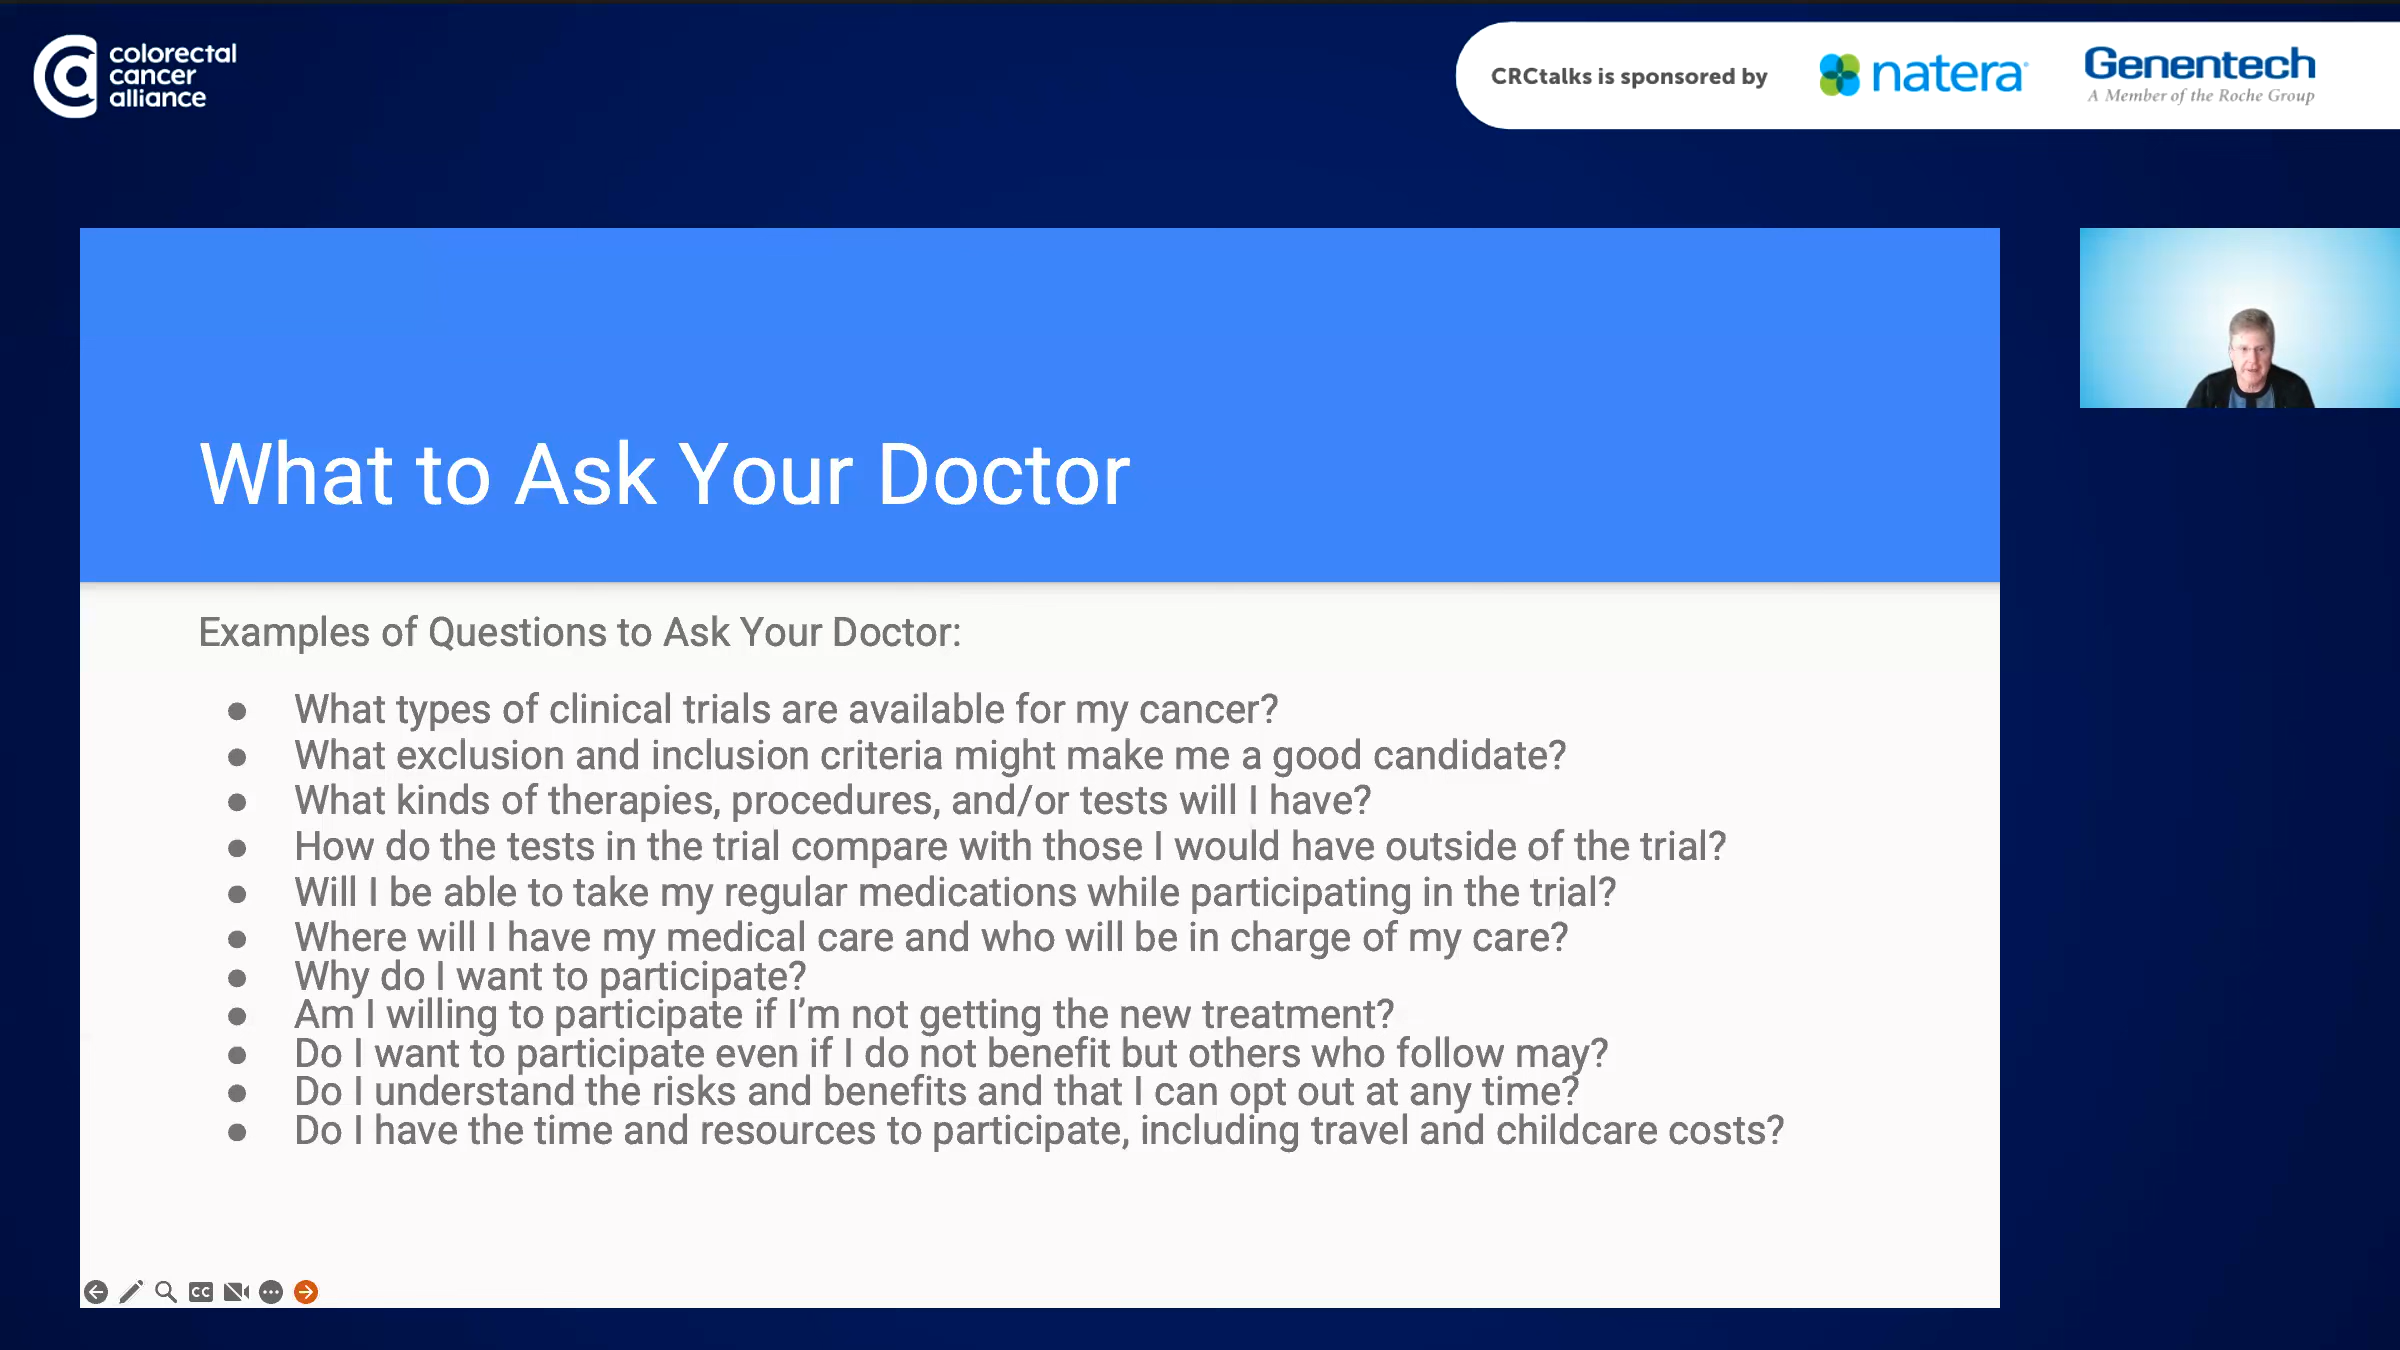 colorectal
cancer
alliance
CRCtalks is sponsored by
natera
Genentech
A Member of the Roche Group
What to Ask Your Doctor
Examples of Questions to Ask Your Doctor:
● What types of clinical trials are available for my cancer?
● What exclusion and inclusion criteria might make me a good candidate?
● What kinds of therapies, procedures, and/or tests will I have?
● How do the tests in the trial compare with those I would have outside of the trial?
● Will I be able to take my regular medications while participating in the trial?
● Where will I have my medical care and who will be in charge of my care?
● Why do I want to participate?
● Am I willing to participate if I’m not getting the new treatment?
● Do I want to participate even if I do not benefit but others who follow may?
● Do I understand the risks and benefits and that I can opt out at any time?
● Do I have the time and resources to participate, including travel and childcare costs?
CC